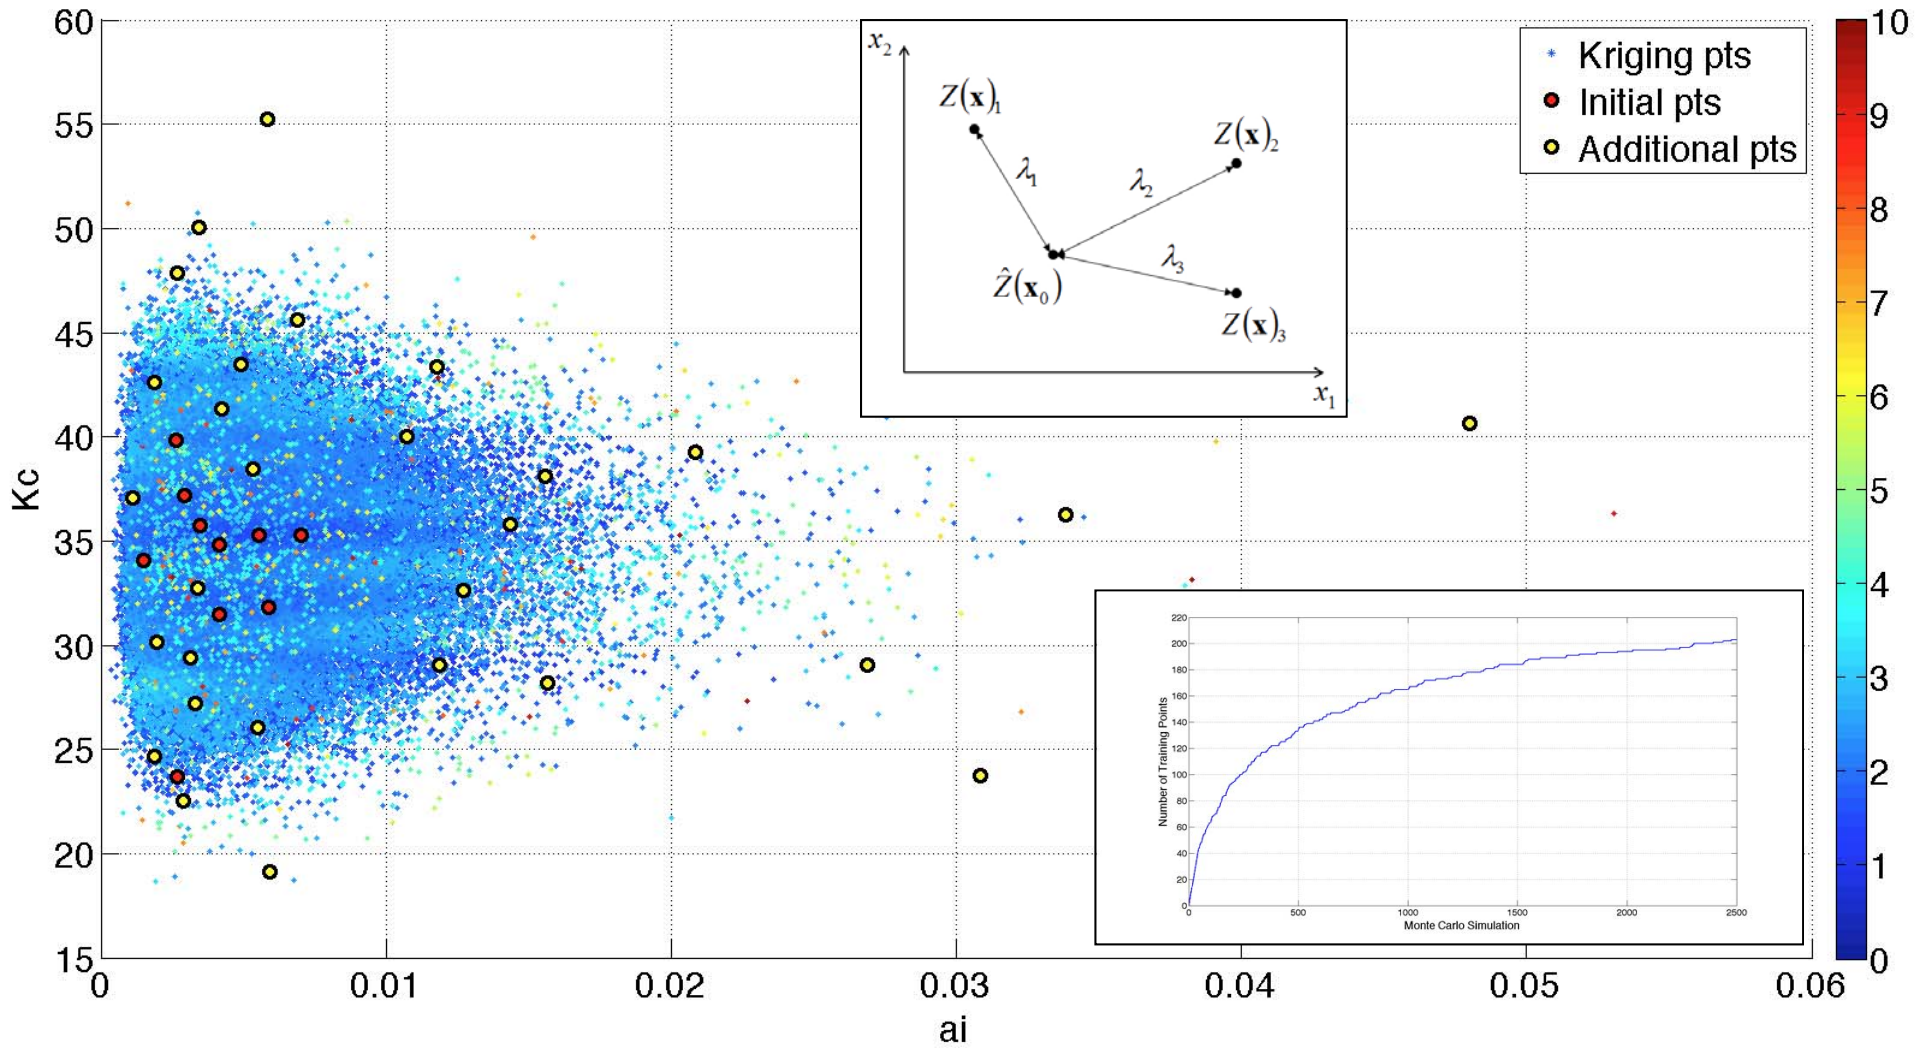 60
55
50
45
40
35
30
25
20
15
Kc
0
0.01
0.02
0.03
0.04
0.05
0.06
ai
x₂
Z(x)₁
Z(x)₂
λ₁
λ₂
λ₃
Ẑ(x₀)
Z(x)₃
x₁
Kriging pts
Initial pts
Additional pts
10
9
8
7
6
5
4
3
2
1
0
220
200
180
160
140
120
100
80
60
40
20
0
Number of Training Points
0
500
1000
1500
2000
2500
Monte Carlo Simulation